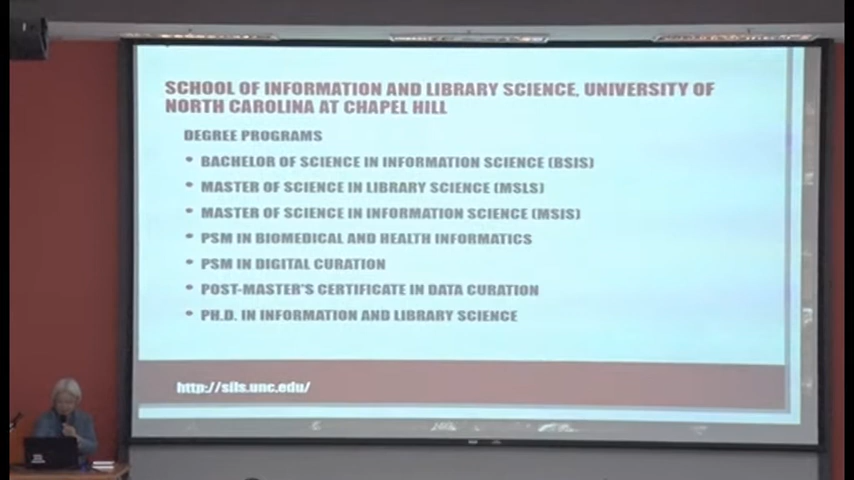 SCHOOL OF INFORMATION AND LIBRARY SCIENCE, UNIVERSITY OF
NORTH CAROLINA AT CHAPEL HILL
DEGREE PROGRAMS
• BACHELOR OF SCIENCE IN INFORMATION SCIENCE (BSIS)
• MASTER OF SCIENCE IN LIBRARY SCIENCE (MSLS)
• MASTER OF SCIENCE IN INFORMATION SCIENCE (MSIS)
• PSM IN BIOMEDICAL AND HEALTH INFORMATICS
• PSM IN DIGITAL CURATION
• POST-MASTER'S CERTIFICATE IN DATA CURATION
• PH.D. IN INFORMATION AND LIBRARY SCIENCE
http://sils.unc.edu/